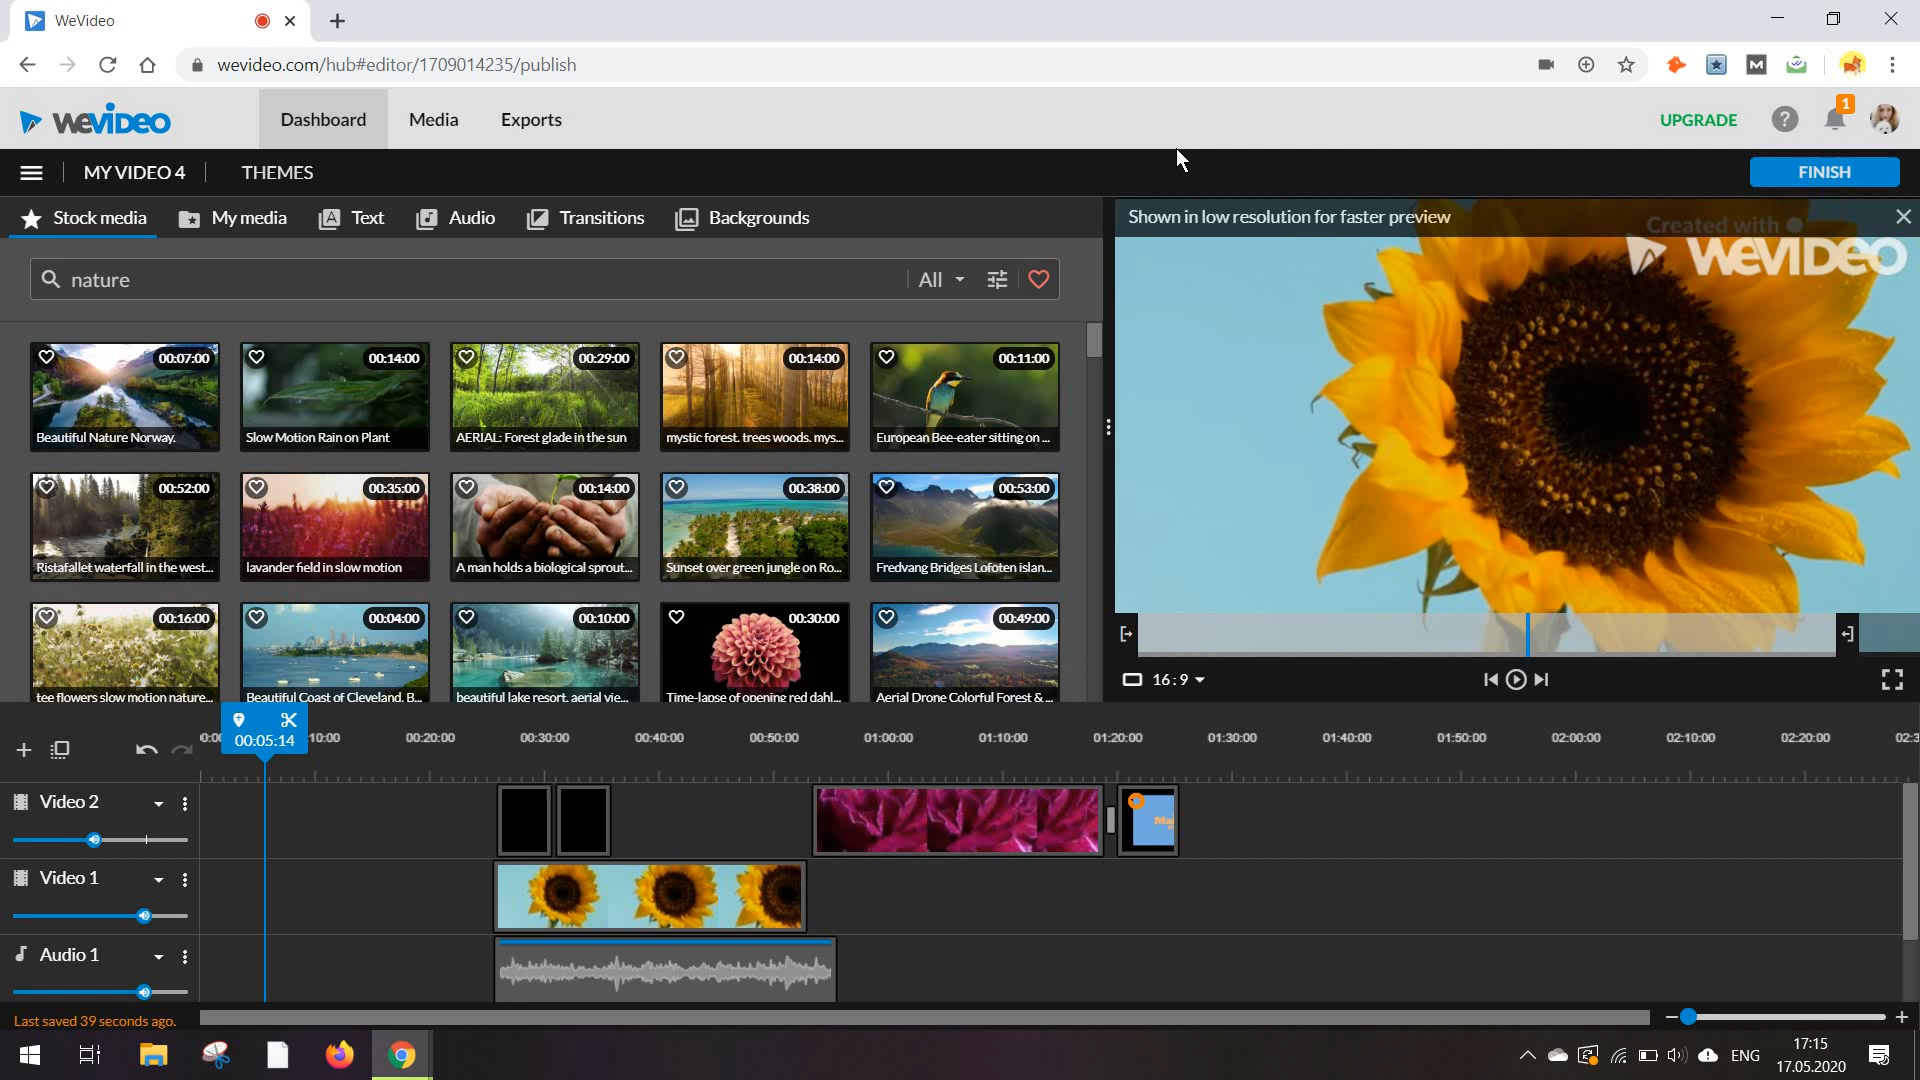 WeVideo
wevideo.com/hub#editor/1709014235/publish
WEVIDEO
Dashboard
Media
Exports
UPGRADE
1
MY VIDEO 4
THEMES
FINISH
Stock media
My media
Text
Audio
Transitions
Backgrounds
Shown in low resolution for faster preview
Created with
WEVIDEO
nature
All
00:07:00
00:14:00
00:29:00
00:14:00
00:11:00
Beautiful Nature Norway.
Slow Motion Rain on Plant
AERIAL: Forest glade in the sun
mystic forest. trees woods. mys...
European Bee-eater sitting on ...
00:52:00
00:35:00
00:14:00
00:38:00
00:53:00
Ristafallet waterfall in the west...
lavander field in slow motion
A man holds a biological sprout...
Sunset over green jungle on Ro...
Fredvang Bridges Lofoten islan...
00:16:00
00:04:00
00:10:00
00:30:00
00:49:00
tee flowers slow motion nature...
Beautiful Coast of Cleveland. B...
beautiful lake resort. aerial vie...
Time-lapse of opening red dahl...
Aerial Drone Colorful Forest & ...
16:9
00:05:14
10:00
00:20:00
00:30:00
00:40:00
00:50:00
01:00:00
01:10:00
01:20:00
01:30:00
01:40:00
01:50:00
02:00:00
02:10:00
02:20:00
02:3
Video 2
Video 1
Audio 1
Last saved 39 seconds ago.
ENG
17:15
17.05.2020